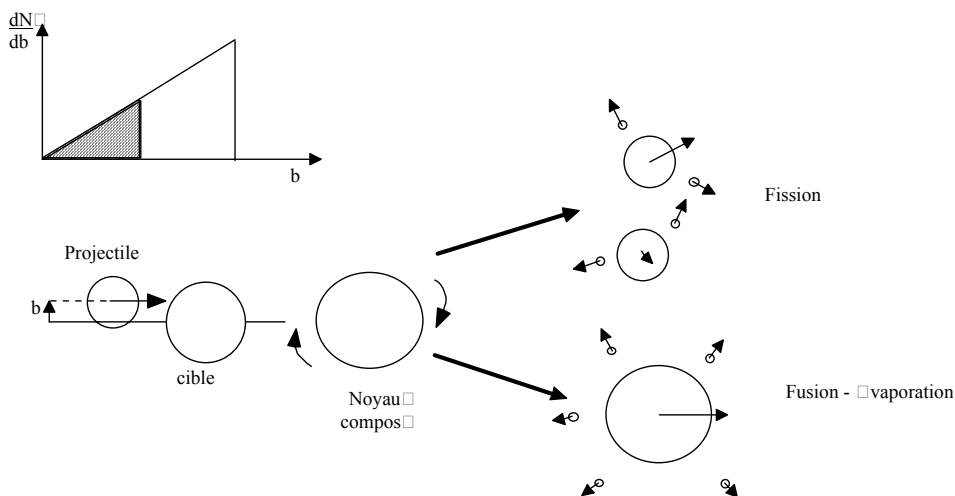 dN□
db
b
Fission
Projectile
b
cible
Noyau□
compos□
Fusion - □vaporation